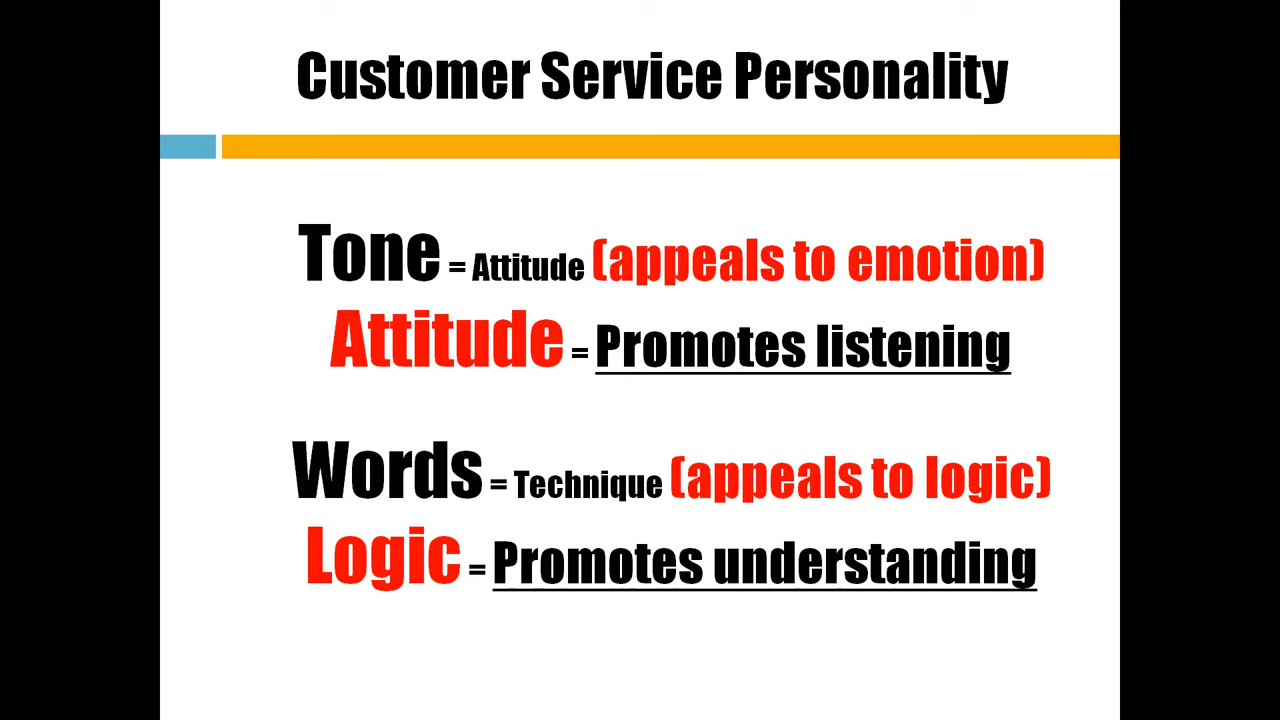 Customer Service Personality
Tone = Attitude (appeals to emotion)
Attitude = Promotes listening
Words = Technique (appeals to logic)
Logic = Promotes understanding